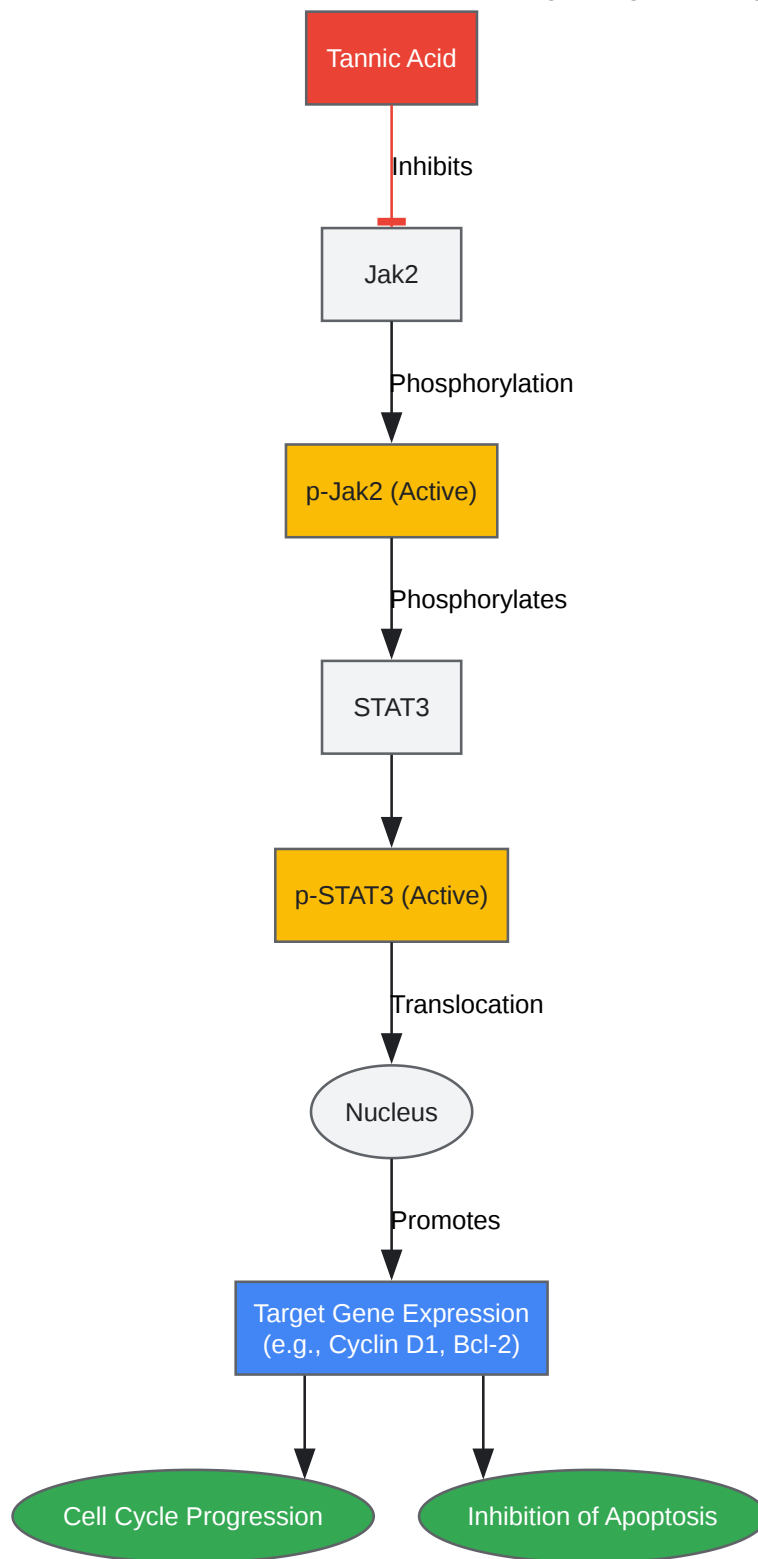 Tannic Acid
Inhibits
Jak2
Phosphorylation
p-Jak2 (Active)
Phosphorylates
STAT3
p-STAT3 (Active)
Translocation
Nucleus
Promotes
Target Gene Expression
(e.g., Cyclin D1, Bcl-2)
Cell Cycle Progression
Inhibition of Apoptosis